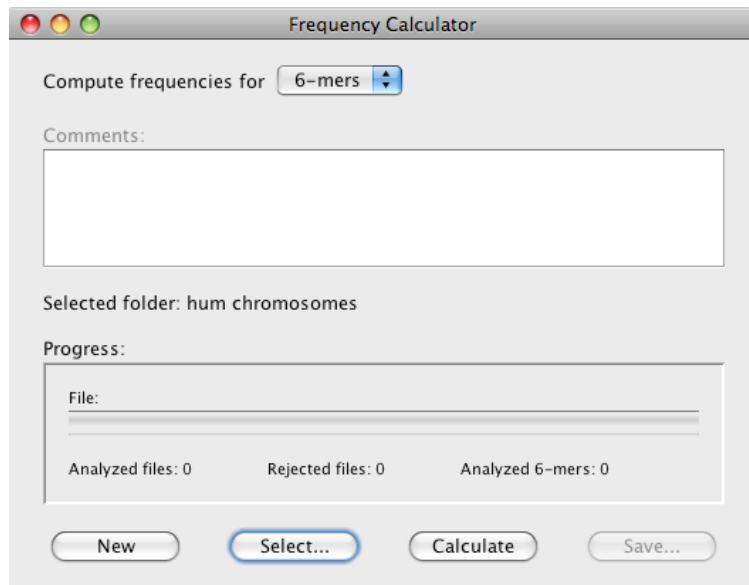 Frequency Calculator
Compute frequencies for 6-mers
Comments:
Selected folder: hum chromosomes
Progress:
File:
Analyzed files: 0 Rejected files: 0 Analyzed 6-mers: 0
New Select... Calculate Save...